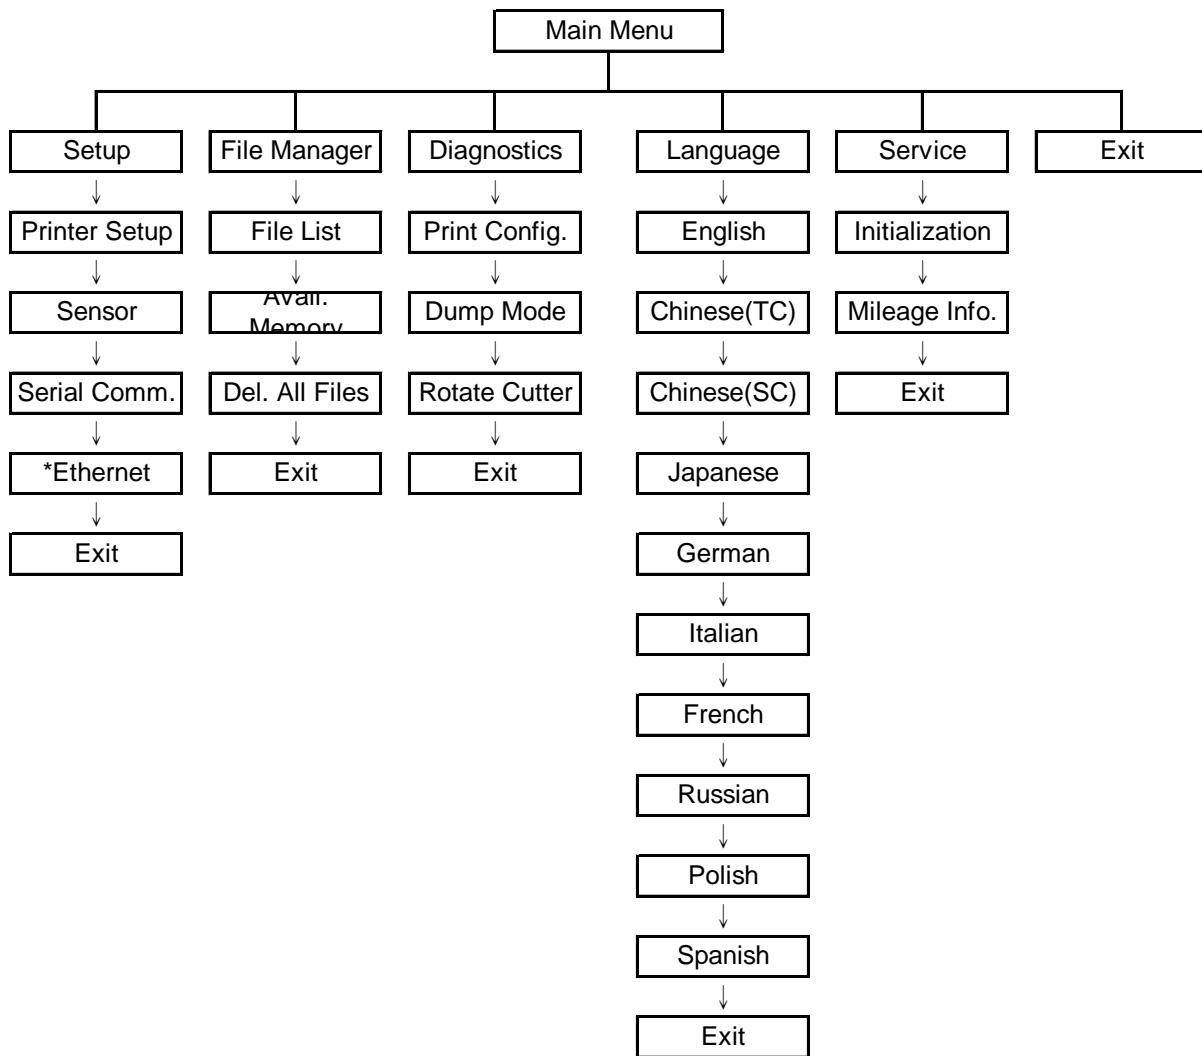 Main Menu
Setup
File Manager
Diagnostics
Language
Service
Exit
Printer Setup
File List
Print Config.
English
Initialization
Sensor
Avail.
Memory
Dump Mode
Chinese(TC)
Mileage Info.
Serial Comm.
Del. All Files
Rotate Cutter
Chinese(SC)
Exit
*Ethernet
Exit
Exit
Japanese
Exit
German
Italian
French
Russian
Polish
Spanish
Exit